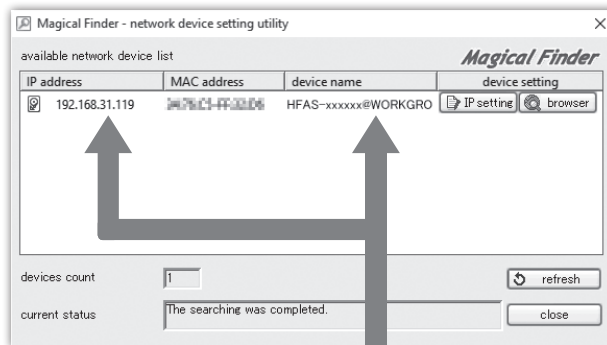 Magical Finder - network device setting utility
available network device list
Magical Finder
IP address MAC address device name device setting
192.168.31.119 HFAS-xxxxxx@WORKGRO IP setting browser
devices count 1 refresh
current status The searching was completed. close